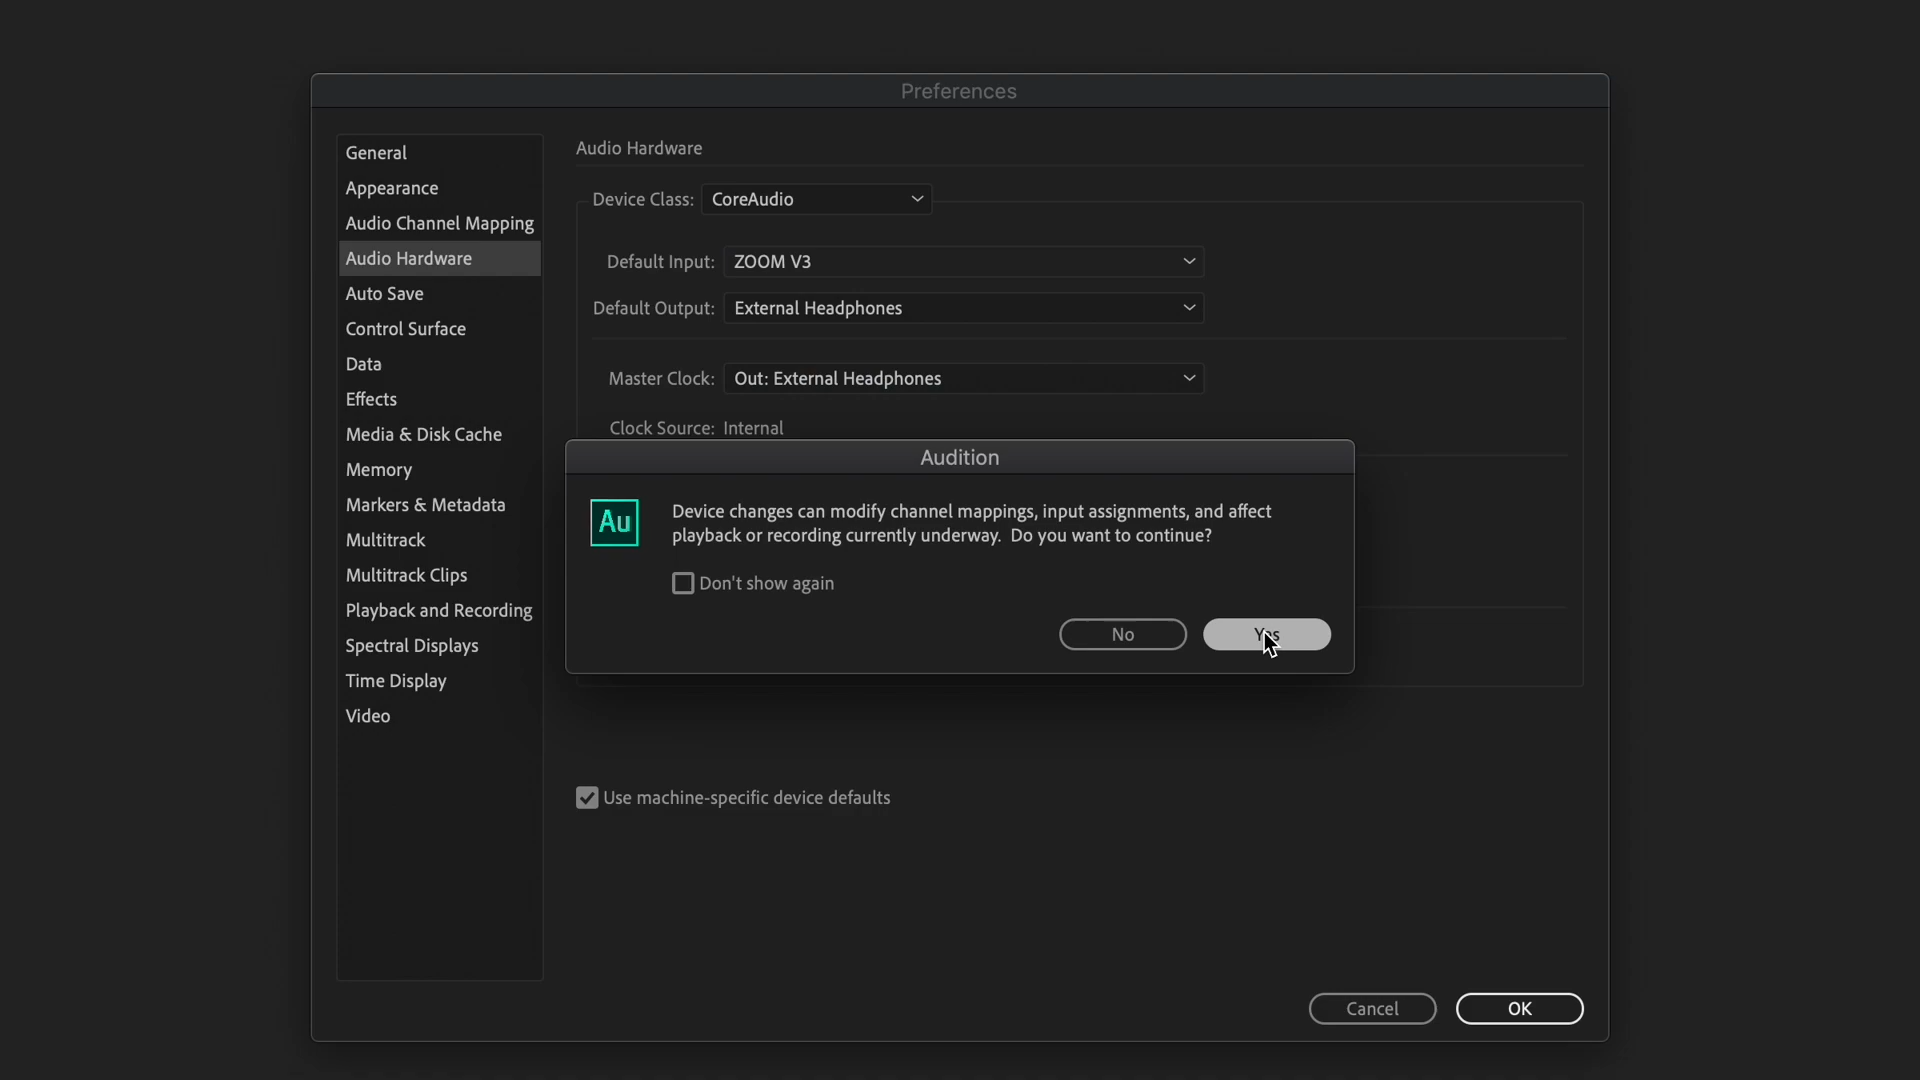 Preferences
General
Appearance
Audio Channel Mapping
Audio Hardware
Auto Save
Control Surface
Data
Effects
Media & Disk Cache
Memory
Markers & Metadata
Multitrack
Multitrack Clips
Playback and Recording
Spectral Displays
Time Display
Video
Audio Hardware
Device Class: CoreAudio
Default Input: ZOOM V3
Default Output: External Headphones
Master Clock: Out: External Headphones
Clock Source: Internal
Audition
Au
Device changes can modify channel mappings, input assignments, and affect
playback or recording currently underway. Do you want to continue?
Don't show again
No Yes
Use machine-specific device defaults
Cancel OK